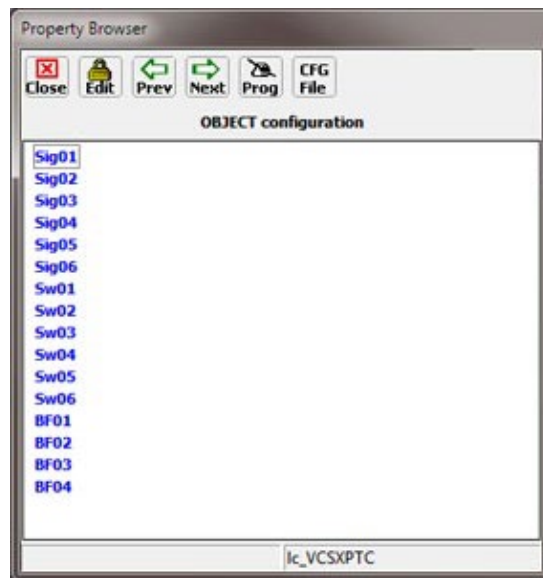 Property Browser
Close Edit Prev Next Prog CFG File
OBJECT configuration
Sig01
Sig02
Sig03
Sig04
Sig05
Sig06
Sw01
Sw02
Sw03
Sw04
Sw05
Sw06
BF01
BF02
BF03
BF04
lc_VCSXPTC